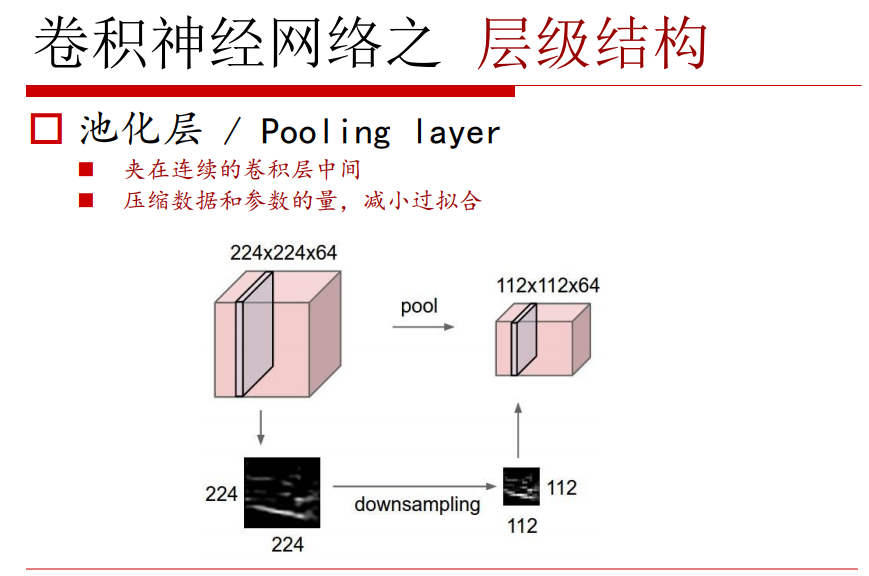 卷积神经网络之 层级结构
池化层 / Pooling layer
夹在连续的卷积层中间
压缩数据和参数的量，减小过拟合
224x224x64
pool
112x112x64
224
224
downsampling
112
112